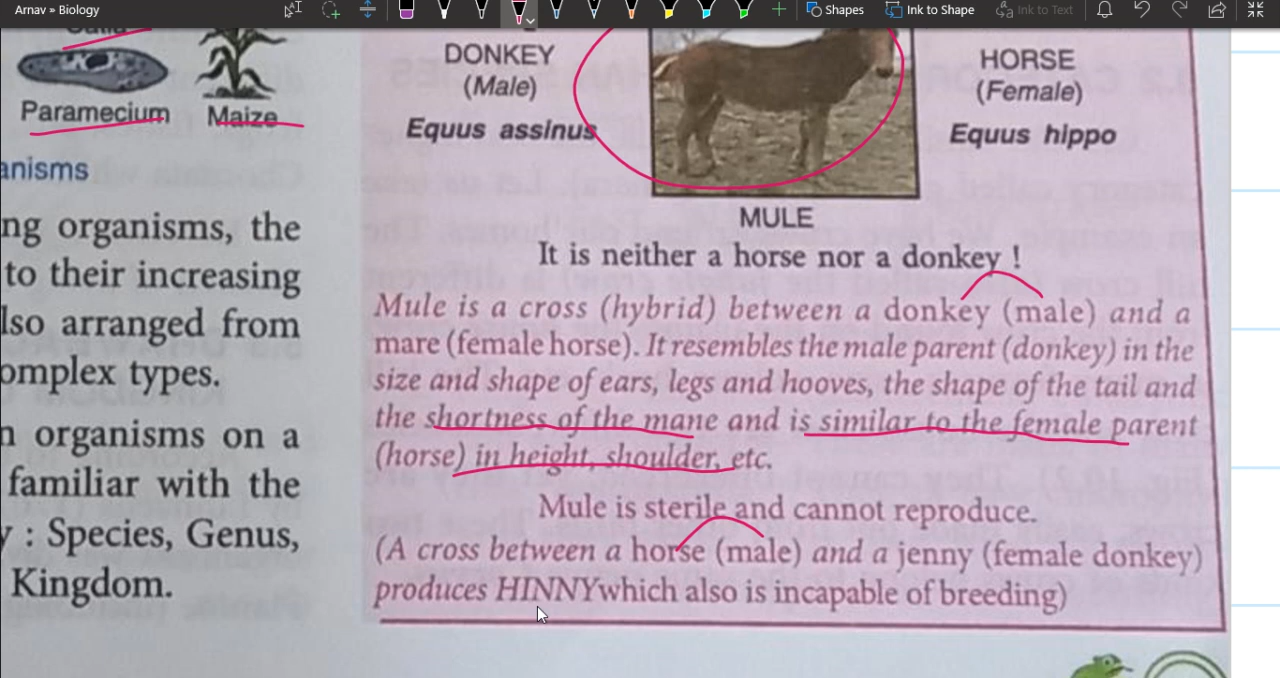 Arnav » Biology
Shapes
Ink to Shape
Ink to Text
Paramecium
Maize
anisms
ng organisms, the
to their increasing
lso arranged from
omplex types.
n organisms on a
familiar with the
y : Species, Genus,
Kingdom.
DONKEY
(Male)
Equus assinus
HORSE
(Female)
Equus hippo
MULE
It is neither a horse nor a donkey !
Mule is a cross (hybrid) between a donkey (male) and a
mare (female horse). It resembles the male parent (donkey) in the
size and shape of ears, legs and hooves, the shape of the tail and
the shortness of the mane and is similar to the female parent
(horse) in height, shoulder, etc.
Mule is sterile and cannot reproduce.
(A cross between a horse (male) and a jenny (female donkey)
produces HINNY which also is incapable of breeding)